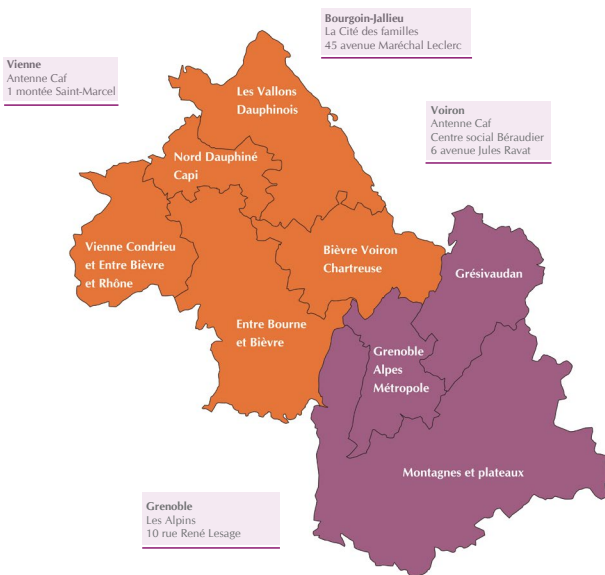 Bourgoin-Jallieu
La Cité des familles
45 avenue Maréchal Leclerc
Vienne
Antenne Caf
1 montée Saint-Marcel
Les Vallons
Dauphinois
Voiron
Antenne Caf
Centre social Béraudier
6 avenue Jules Ravat
Nord Dauphiné
Capi
Vienne Condrieu
et Entre Bièvre
et Rhône
Bièvre Voiron
Chartreuse
Grésivaudan
Entre Bourne
et Bièvre
Grenoble
Alpes
Métropole
Montagnes et plateaux
Grenoble
Les Alpins
10 rue René Lesage